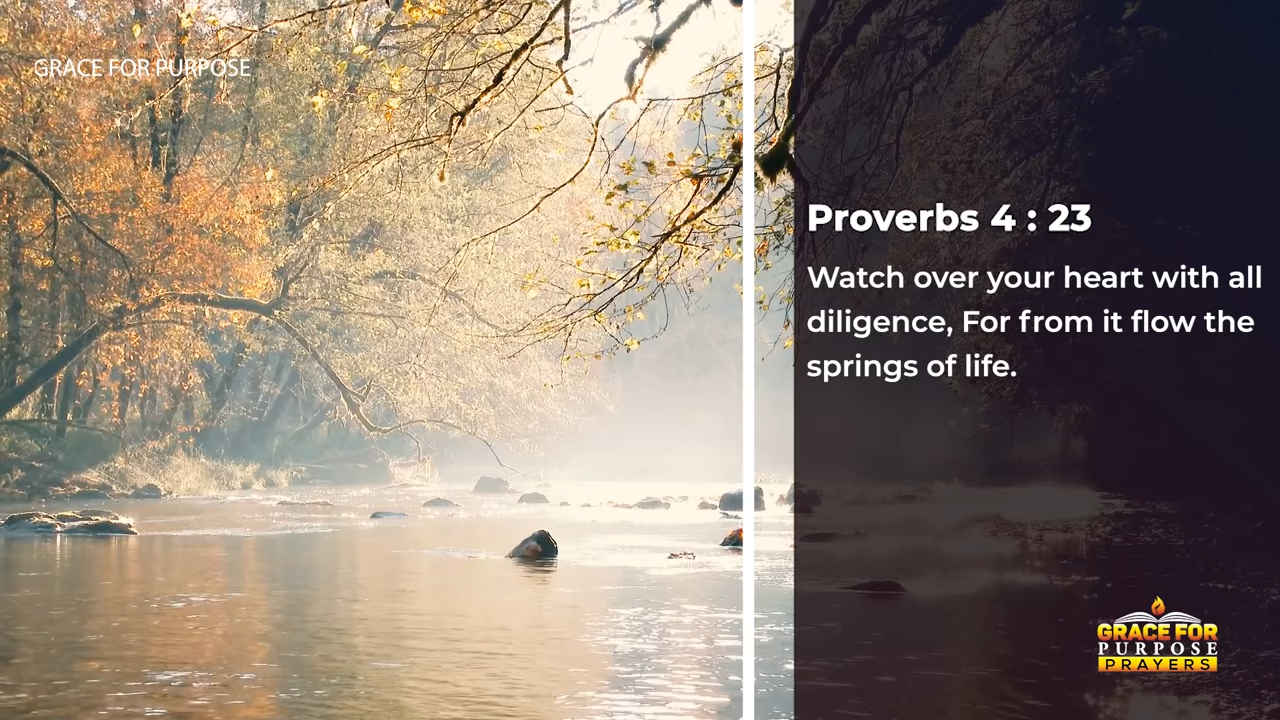 GRACE FOR PURPOSE
Proverbs 4 : 23
Watch over your heart with all
diligence, For from it flow the
springs of life.
GRACE FOR
PURPOSE
PRAYERS